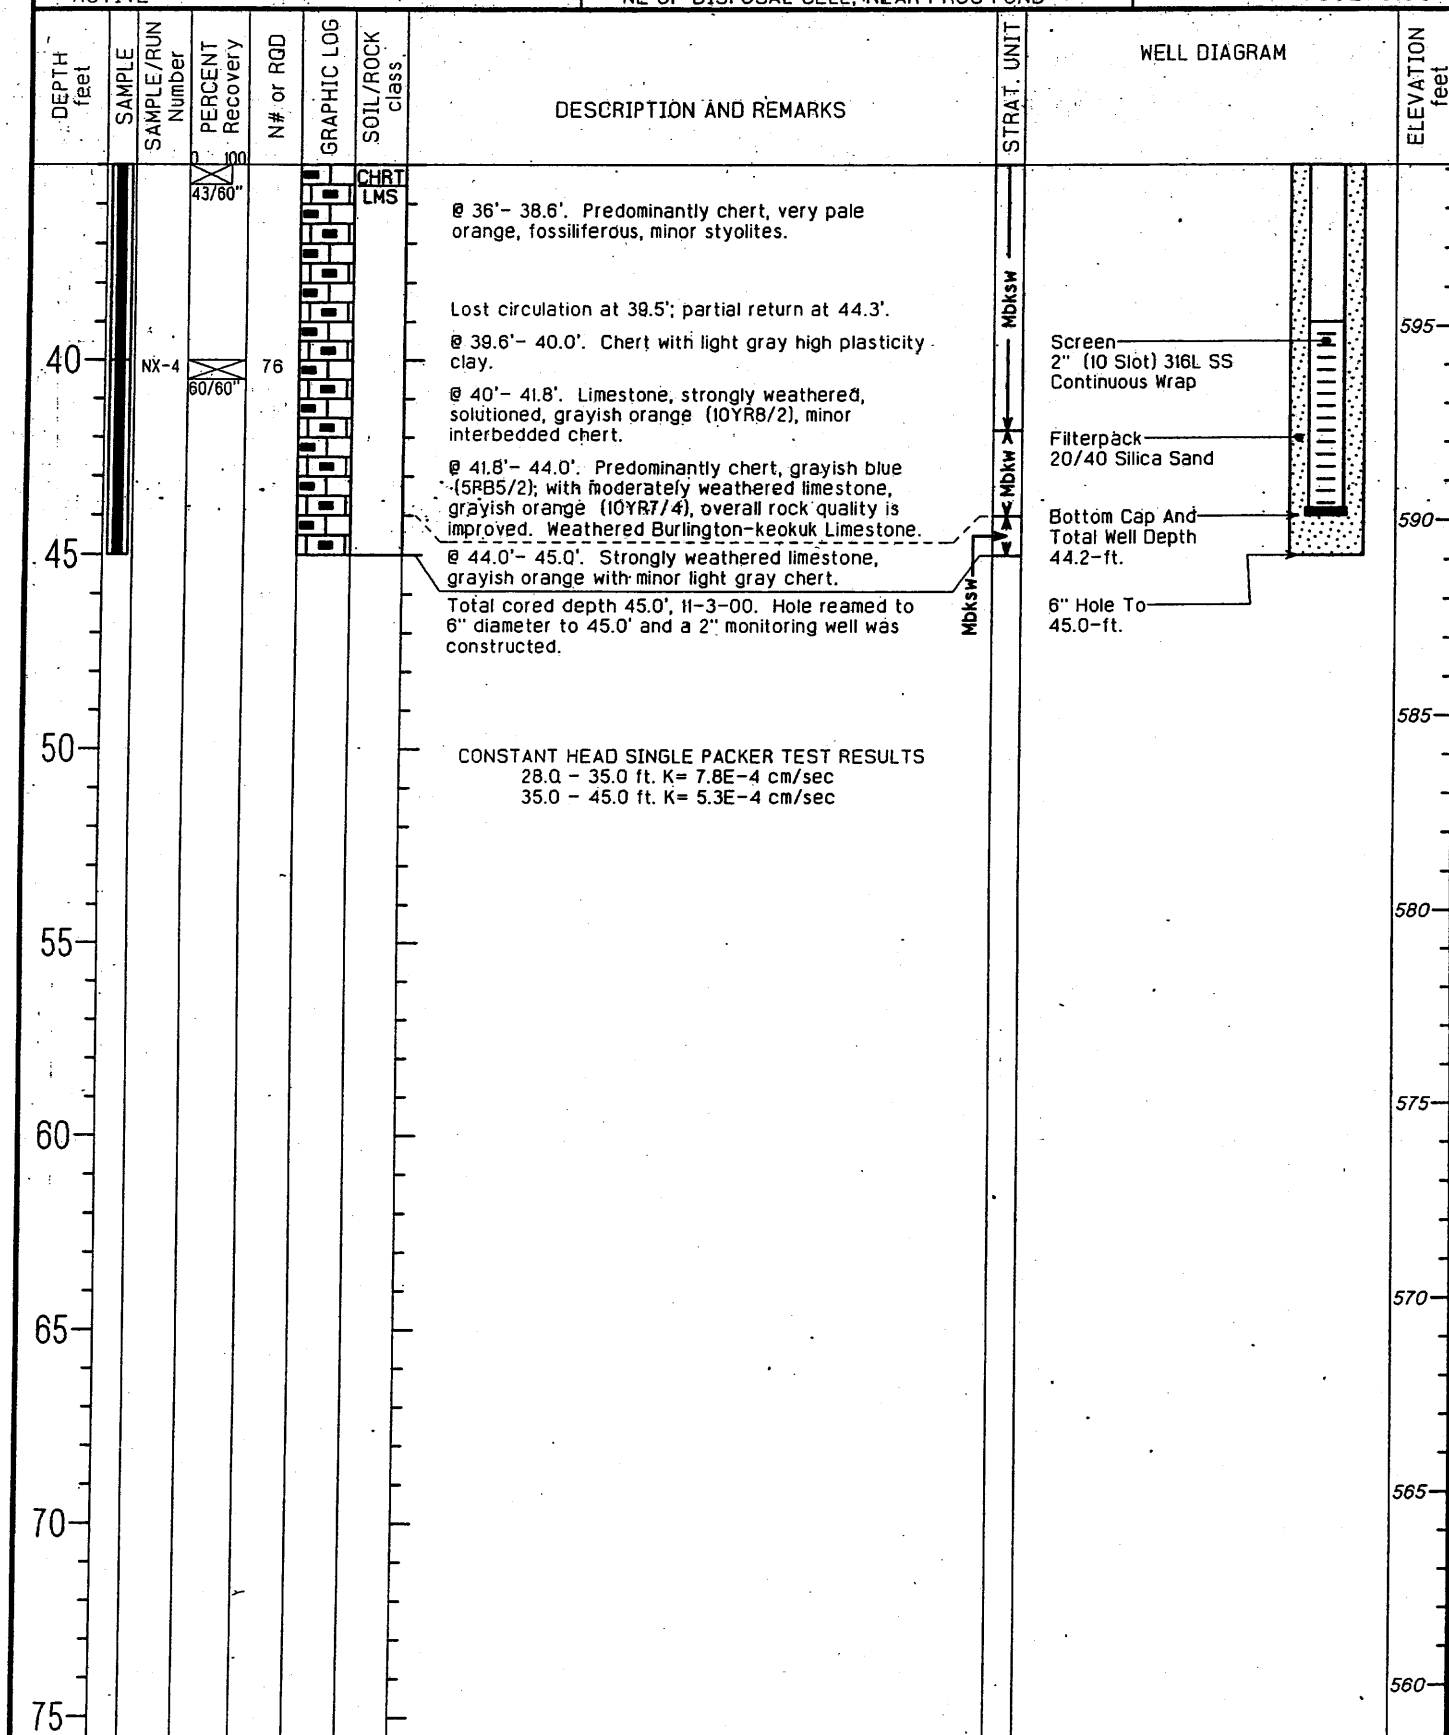 DEPTH
feet
SAMPLE
SAMPLE/RUN
Number
PERCENT
Recovery
N# or RQD
GRAPHIC LOG
SOIL/ROCK
class.
DESCRIPTION AND REMARKS
STRAT. UNIT
WELL DIAGRAM
ELEVATION
feet
0 100
43/60"
CHRT
LMS
@ 36'- 38.6'. Predominantly chert, very pale
orange, fossiliferous, minor styolites.
Lost circulation at 39.5'; partial return at 44.3'.
@ 39.6'- 40.0'. Chert with light gray high plasticity
clay.
@ 40'- 41.8'. Limestone, strongly weathered,
solutioned, grayish orange (10YR8/2), minor
interbedded chert.
@ 41.8'- 44.0'. Predominantly chert, grayish blue
(5PB5/2); with moderately weathered limestone,
grayish orange (10YR7/4), overall rock quality is
improved. Weathered Burlington-keokuk Limestone.
@ 44.0'- 45.0'. Strongly weathered limestone,
grayish orange with minor light gray chert.
Total cored depth 45.0', 11-3-00. Hole reamed to
6" diameter to 45.0' and a 2" monitoring well was
constructed.
CONSTANT HEAD SINGLE PACKER TEST RESULTS
28.0 - 35.0 ft. K= 7.8E-4 cm/sec
35.0 - 45.0 ft. K= 5.3E-4 cm/sec
40
NX-4
60/60"
76
45
50
55
60
65
70
75
Mbksw
Mbkw
Mbksw
Screen
2" (10 Slot) 316L SS
Continuous Wrap
Filterpack
20/40 Silica Sand
Bottom Cap And
Total Well Depth
44.2-ft.
6" Hole To
45.0-ft.
595
590
585
580
575
570
565
560